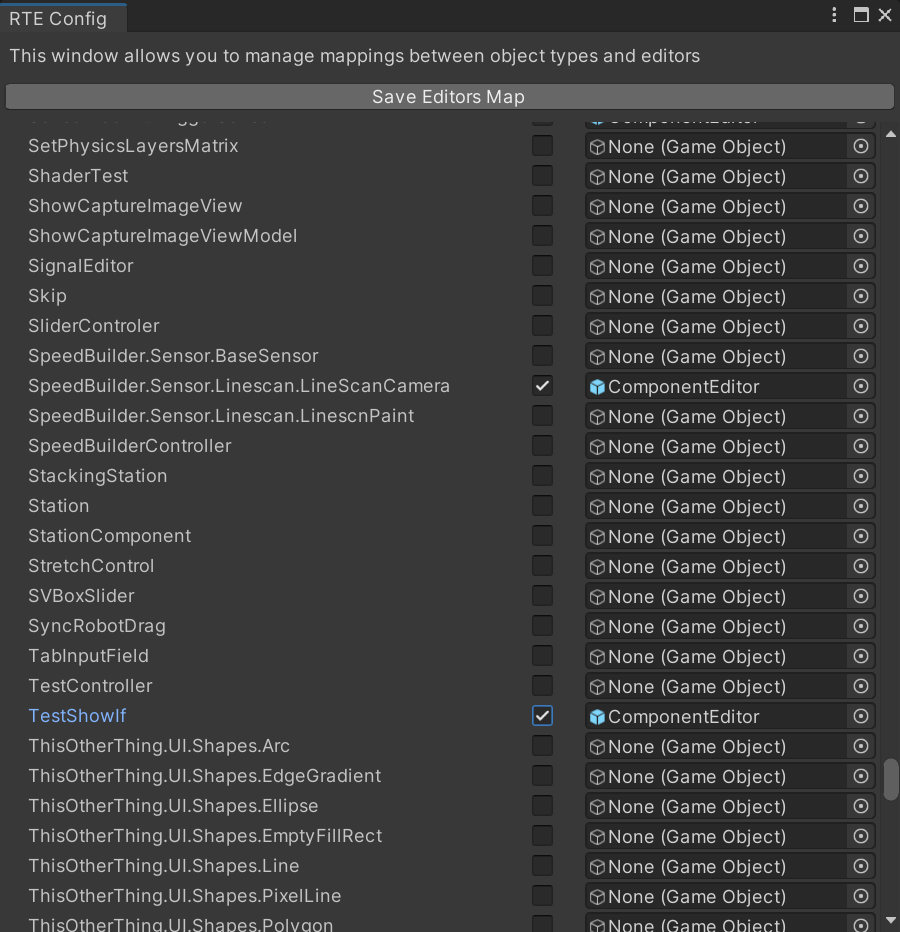 RTE Config
This window allows you to manage mappings between object types and editors
Save Editors Map
ComponentEditor
SetPhysicsLayersMatrix None (Game Object)
ShaderTest None (Game Object)
ShowCaptureImageView None (Game Object)
ShowCaptureImageViewModel None (Game Object)
SignalEditor None (Game Object)
Skip None (Game Object)
SliderControler None (Game Object)
SpeedBuilder.Sensor.BaseSensor None (Game Object)
SpeedBuilder.Sensor.Linescan.LineScanCamera ComponentEditor
SpeedBuilder.Sensor.Linescan.LinescnPaint None (Game Object)
SpeedBuilderController None (Game Object)
StackingStation None (Game Object)
Station None (Game Object)
StationComponent None (Game Object)
StretchControl None (Game Object)
SVBoxSlider None (Game Object)
SyncRobotDrag None (Game Object)
TabInputField None (Game Object)
TestController None (Game Object)
TestShowIf ComponentEditor
ThisOtherThing.UI.Shapes.Arc None (Game Object)
ThisOtherThing.UI.Shapes.EdgeGradient None (Game Object)
ThisOtherThing.UI.Shapes.Ellipse None (Game Object)
ThisOtherThing.UI.Shapes.EmptyFillRect None (Game Object)
ThisOtherThing.UI.Shapes.Line None (Game Object)
ThisOtherThing.UI.Shapes.PixelLine None (Game Object)
ThisOtherThing.UI.Shapes.Polygon None (Game Object)